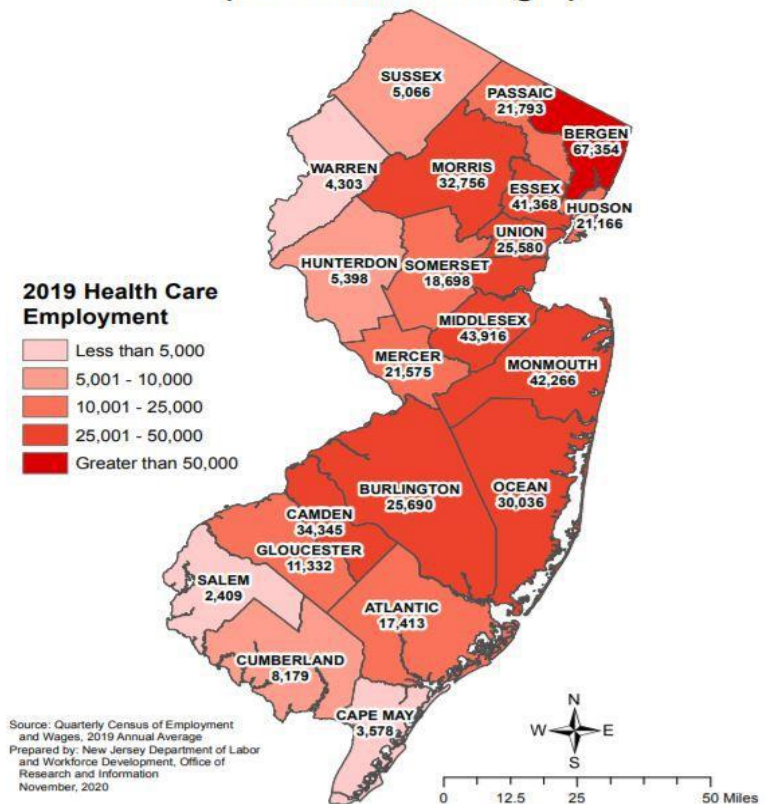 SUSSEX
5,066
PASSAIC
21,793
BERGEN
67,354
WARREN
4,303
MORRIS
32,756
ESSEX
41,368
HUDSON
21,166
UNION
25,580
HUNTERDON
5,398
SOMERSET
18,698
2019 Health Care
Employment
Less than 5,000
5,001 - 10,000
10,001 - 25,000
25,001 - 50,000
Greater than 50,000
MIDDLESEX
43,916
MERCER
21,575
MONMOUTH
42,266
BURLINGTON
25,690
OCEAN
30,036
CAMDEN
34,345
GLOUCESTER
11,332
SALEM
2,409
ATLANTIC
17,413
CUMBERLAND
8,179
CAPE MAY
3,578
Source: Quarterly Census of Employment
and Wages, 2019 Annual Average
Prepared by: New Jersey Department of Labor
and Workforce Development, Office of
Research and Information
November, 2020
N
W E
S
0 12.5 25 50 Miles